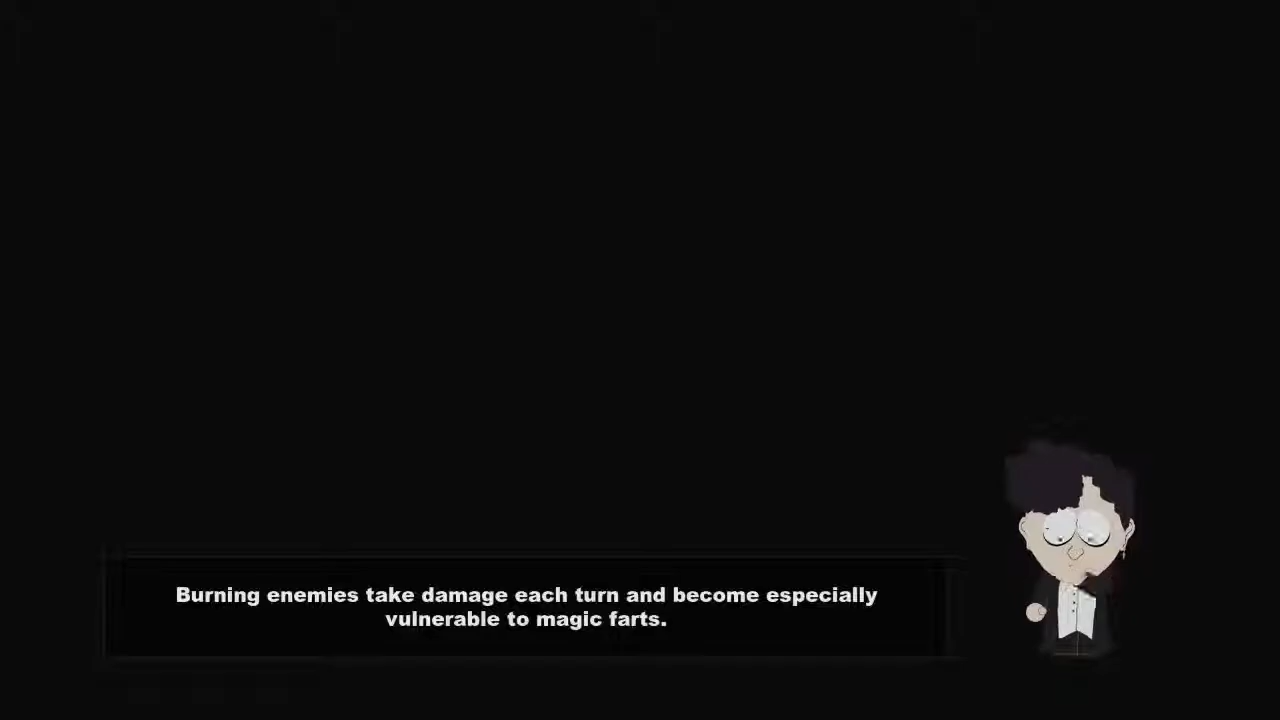 Burning enemies take damage each turn and become especially
vulnerable to magic farts.